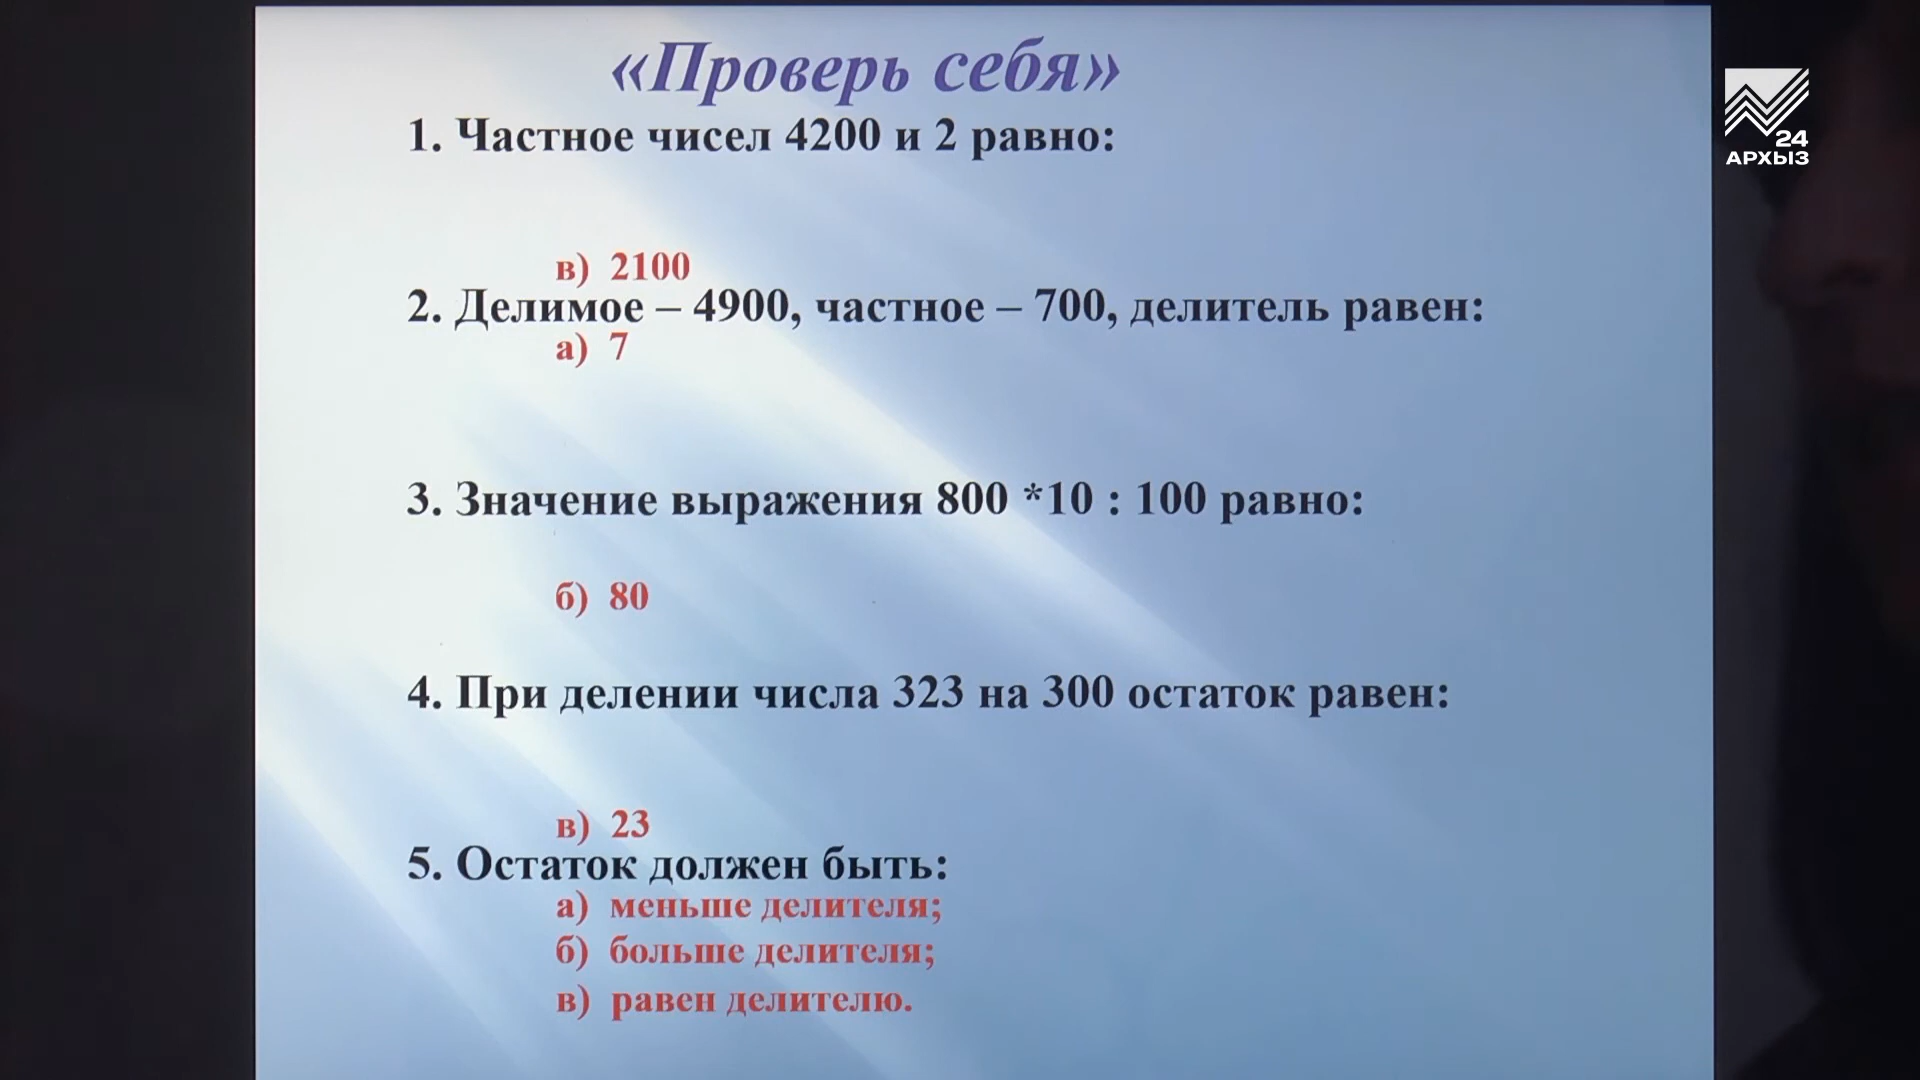 «Проверь себя»
24
АРХЫЗ
1. Частное чисел 4200 и 2 равно:
в) 2100
2. Делимое – 4900, частное – 700, делитель равен:
а) 7
3. Значение выражения 800 *10 : 100 равно:
б) 80
4. При делении числа 323 на 300 остаток равен:
в) 23
5. Остаток должен быть:
а) меньше делителя;
б) больше делителя;
в) равен делителю.